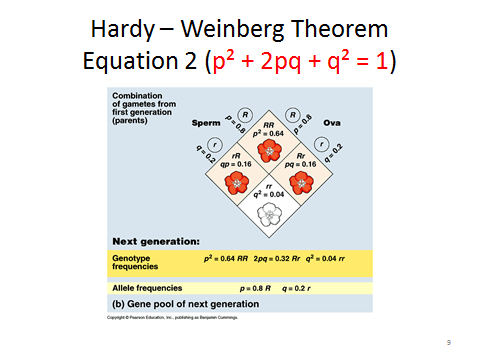 Hardy – Weinberg Theorem
Equation 2 (p² + 2pq + q² = 1)
Combination
of gametes from
first generation
(parents)
Sperm
Ova
R
p = 0.8
R
p = 0.8
r
q = 0.2
r
q = 0.2
RR
p² = 0.64
rR
qp = 0.16
Rr
pq = 0.16
rr
q² = 0.04
Next generation:
Genotype
frequencies
p² = 0.64 RR 2pq = 0.32 Rr q² = 0.04 rr
Allele frequencies
p = 0.8 R q = 0.2 r
(b) Gene pool of next generation
Copyright © Pearson Education, Inc., publishing as Benjamin Cummings.
9